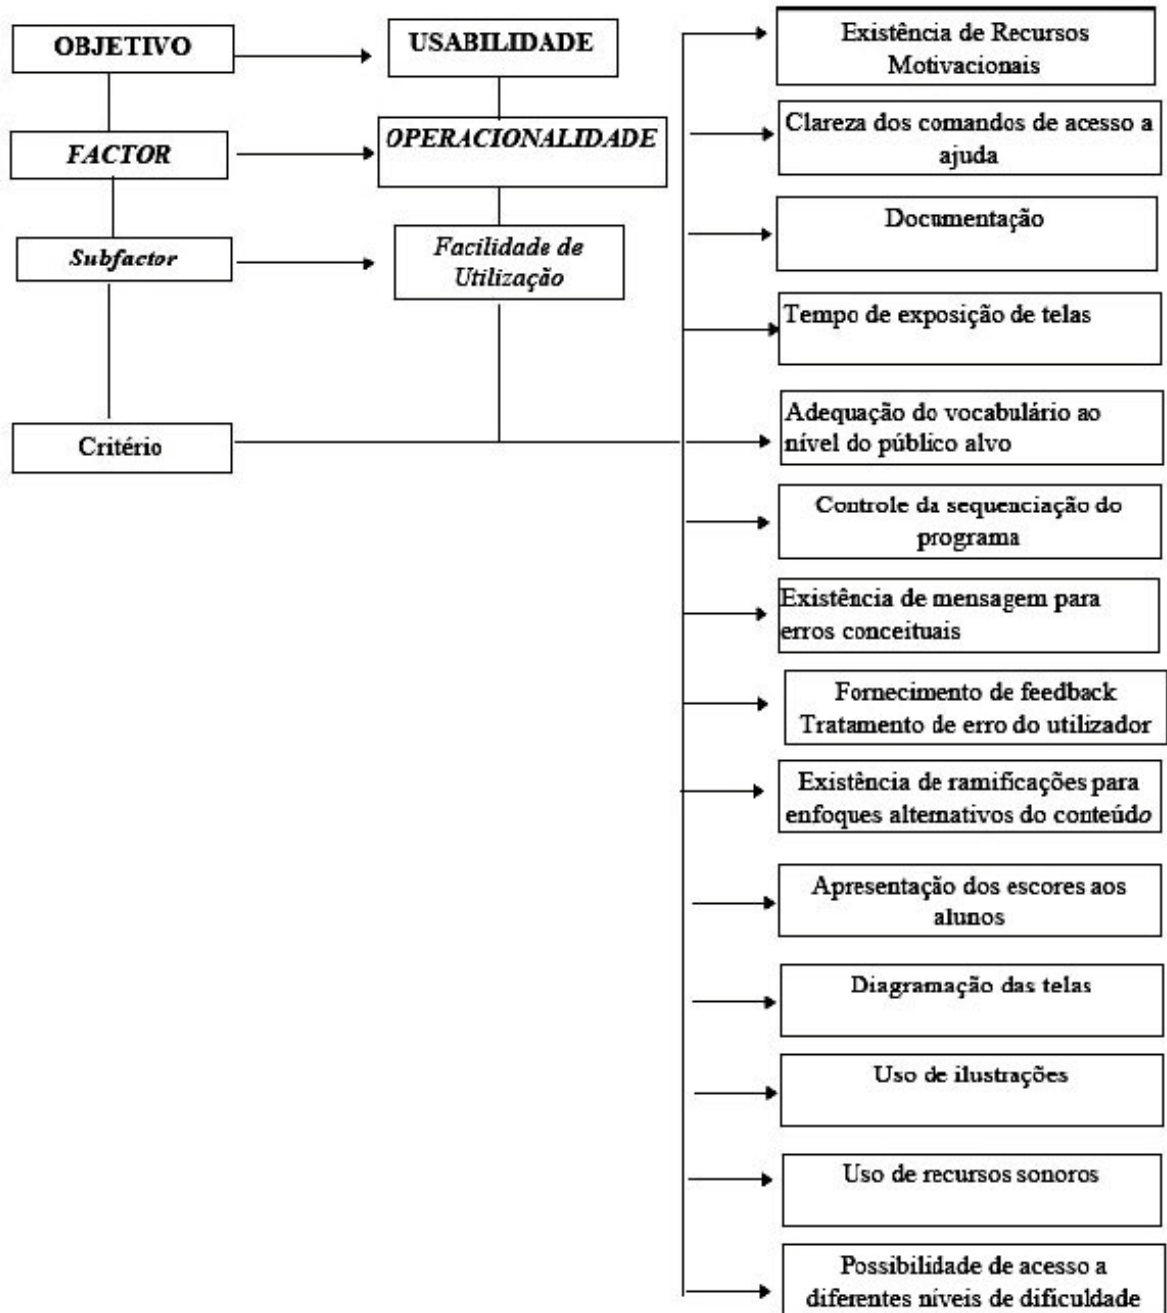 OBJETIVO
USABILIDADE
FACTOR
OPERACIONALIDADE
Subfactor
Facilidade de
Utilização
Critério
Existência de Recursos
Motivacionais
Clareza dos comandos de acesso a
ajuda
Documentação
Tempo de exposição de telas
Adequação do vocabulário ao
nível do público alvo
Controle da sequenciação do
programa
Existência de mensagem para
erros conceituais
Fornecimento de feedback
Tratamento de erro do utilizador
Existência de ramificações para
enfoques alternativos do conteúdo
Apresentação dos escores aos
alunos
Diagramação das telas
Uso de ilustrações
Uso de recursos sonoros
Possibilidade de acesso a
diferentes níveis de dificuldade